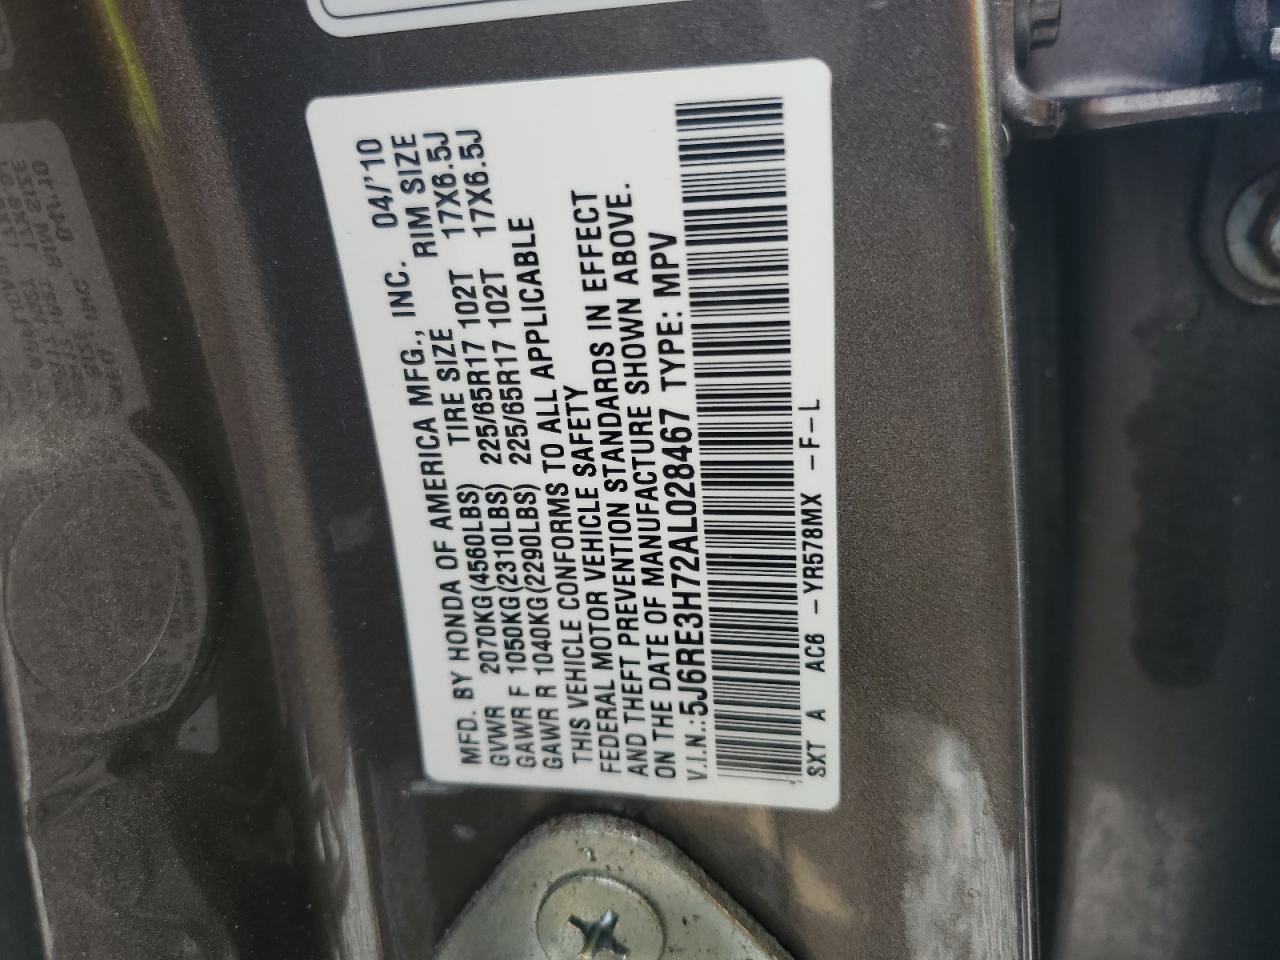 MFD. BY HONDA OF AMERICA MFG., INC. 04/'10
GVWR 2070KG(4560LBS) TIRE SIZE RIM SIZE
GAWR F 1050KG(2310LBS) 225/65R17 102T 17X6.5J
GAWR R 1040KG(2290LBS) 225/65R17 102T 17X6.5J
THIS VEHICLE CONFORMS TO ALL APPLICABLE
FEDERAL MOTOR VEHICLE SAFETY
AND THEFT PREVENTION STANDARDS IN EFFECT
ON THE DATE OF MANUFACTURE SHOWN ABOVE.
V.I.N.:5J6RE3H72AL028467 TYPE: MPV
SXT A AC6 -YR578MX -F-L